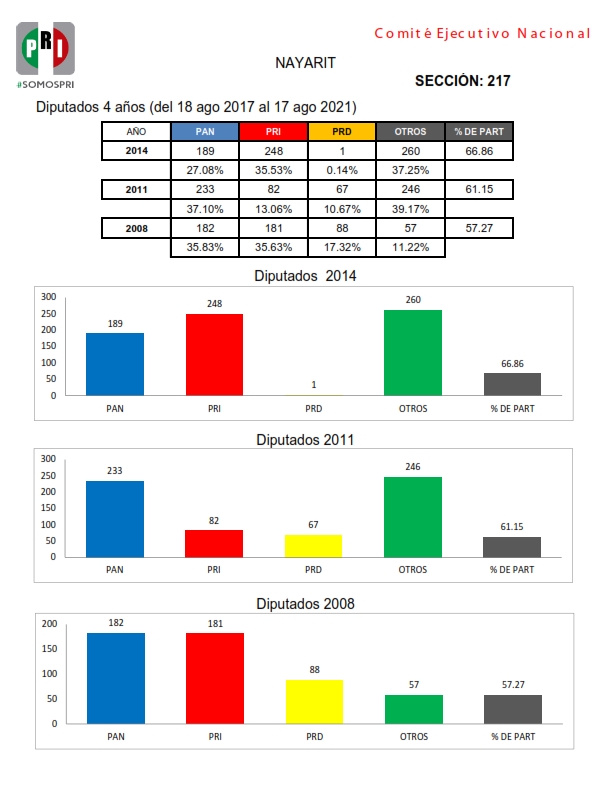 Comité Ejecutivo Nacional
PRI
#SOMOSPRI
NAYARIT
SECCIÓN: 217
Diputados 4 años (del 18 ago 2017 al 17 ago 2021)
AÑO PAN PRI PRD OTROS % DE PART
2014 189 248 1 260 66.86
27.08% 35.53% 0.14% 37.25%
2011 233 82 67 246 61.15
37.10% 13.06% 10.67% 39.17%
2008 182 181 88 57 57.27
35.83% 35.63% 17.32% 11.22%
Diputados 2014
300
250
200
150
100
50
0
189 248 1 260 66.86
PAN PRI PRD OTROS % DE PART
Diputados 2011
300
250
200
150
100
50
0
233 82 67 246 61.15
PAN PRI PRD OTROS % DE PART
Diputados 2008
200
150
100
50
0
182 181 88 57 57.27
PAN PRI PRD OTROS % DE PART